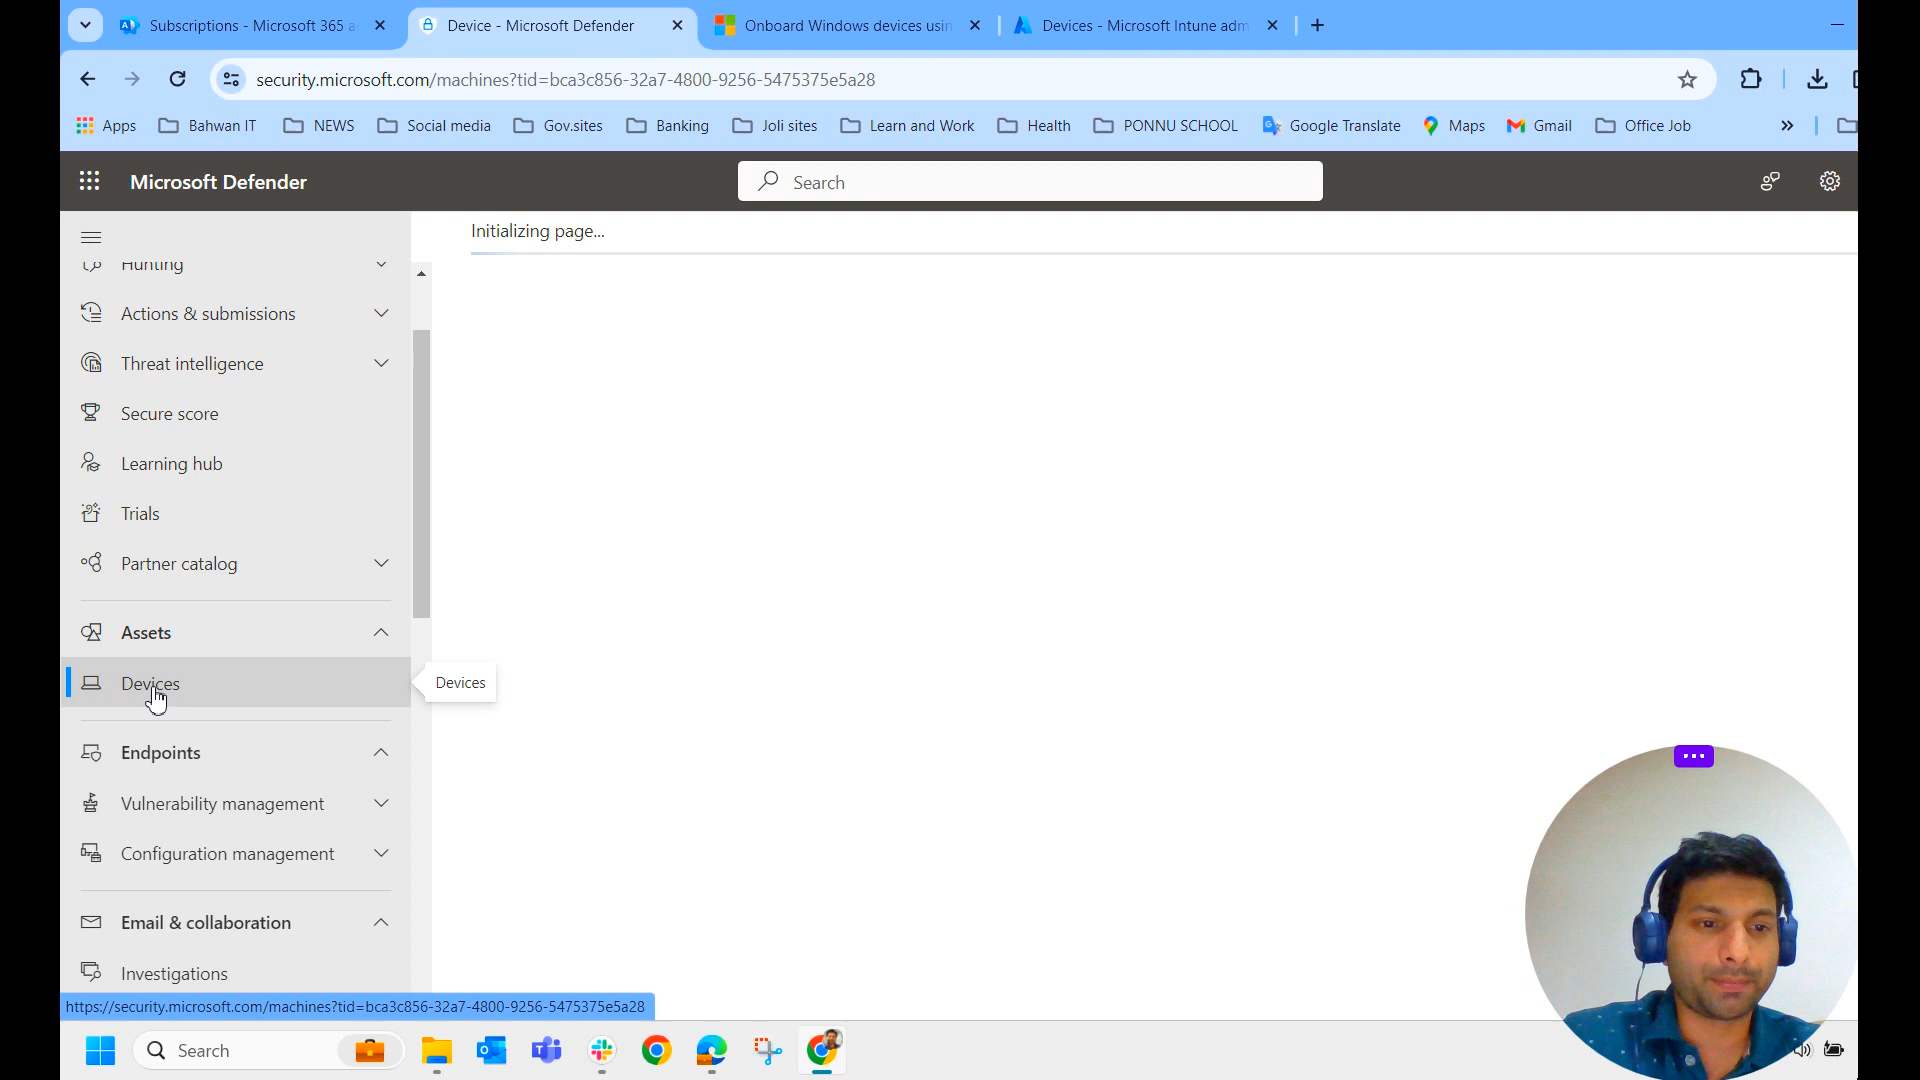 Subscriptions - Microsoft 365 a
Device - Microsoft Defender
Onboard Windows devices usin
Devices - Microsoft Intune adm
security.microsoft.com/machines?tid=bca3c856-32a7-4800-9256-5475375e5a28
Apps
Bahwan IT
NEWS
Social media
Gov.sites
Banking
Joli sites
Learn and Work
Health
PONNU SCHOOL
Google Translate
Maps
Gmail
Office Job
Microsoft Defender
Search
Initializing page...
Hunting
Actions & submissions
Threat intelligence
Secure score
Learning hub
Trials
Partner catalog
Assets
Devices
Devices
Endpoints
Vulnerability management
Configuration management
Email & collaboration
Investigations
https://security.microsoft.com/machines?tid=bca3c856-32a7-4800-9256-5475375e5a28
Search